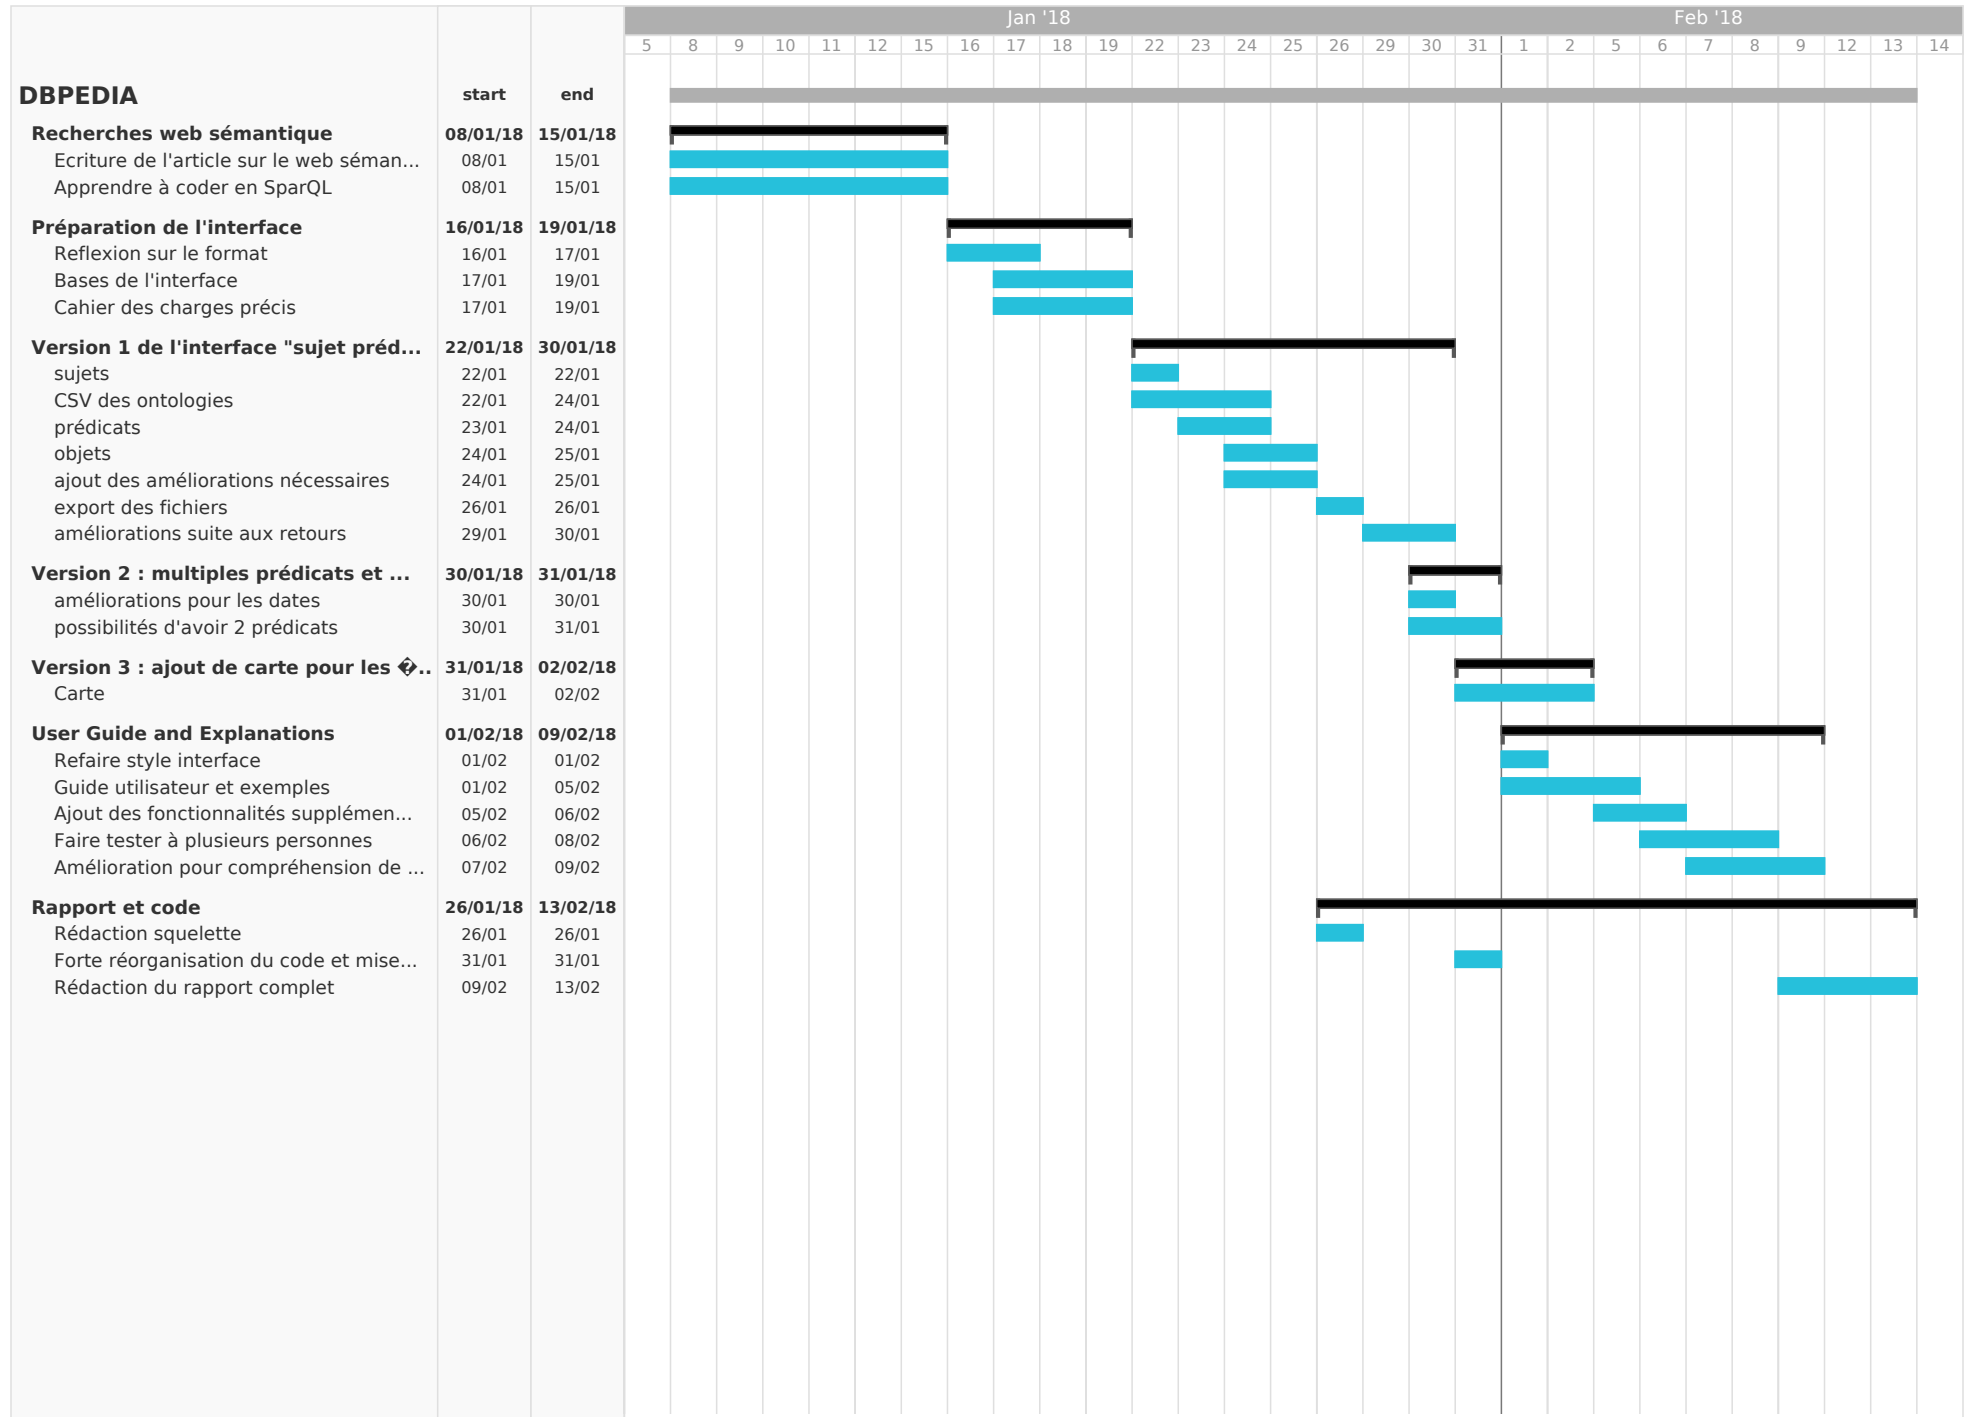 Jan '18 Feb '18
5 8 9 10 11 12 15 16 17 18 19 22 23 24 25 26 29 30 31 1 2 5 6 7 8 9 12 13 14
DBPEDIA start end
Recherches web sémantique 08/01/18 15/01/18
Ecriture de l'article sur le web séman... 08/01 15/01
Apprendre à coder en SparQL 08/01 15/01
Préparation de l'interface 16/01/18 19/01/18
Reflexion sur le format 16/01 17/01
Bases de l'interface 17/01 19/01
Cahier des charges précis 17/01 19/01
Version 1 de l'interface "sujet préd... 22/01/18 30/01/18
sujets 22/01 22/01
CSV des ontologies 22/01 24/01
prédicats 23/01 24/01
objets 24/01 25/01
ajout des améliorations nécessaires 24/01 25/01
export des fichiers 26/01 26/01
améliorations suite aux retours 29/01 30/01
Version 2 : multiples prédicats et ... 30/01/18 31/01/18
améliorations pour les dates 30/01 30/01
possibilités d'avoir 2 prédicats 30/01 31/01
Version 3 : ajout de carte pour les �.. 31/01/18 02/02/18
Carte 31/01 02/02
User Guide and Explanations 01/02/18 09/02/18
Refaire style interface 01/02 01/02
Guide utilisateur et exemples 01/02 05/02
Ajout des fonctionnalités supplémen... 05/02 06/02
Faire tester à plusieurs personnes 06/02 08/02
Amélioration pour compréhension de ... 07/02 09/02
Rapport et code 26/01/18 13/02/18
Rédaction squelette 26/01 26/01
Forte réorganisation du code et mise... 31/01 31/01
Rédaction du rapport complet 09/02 13/02